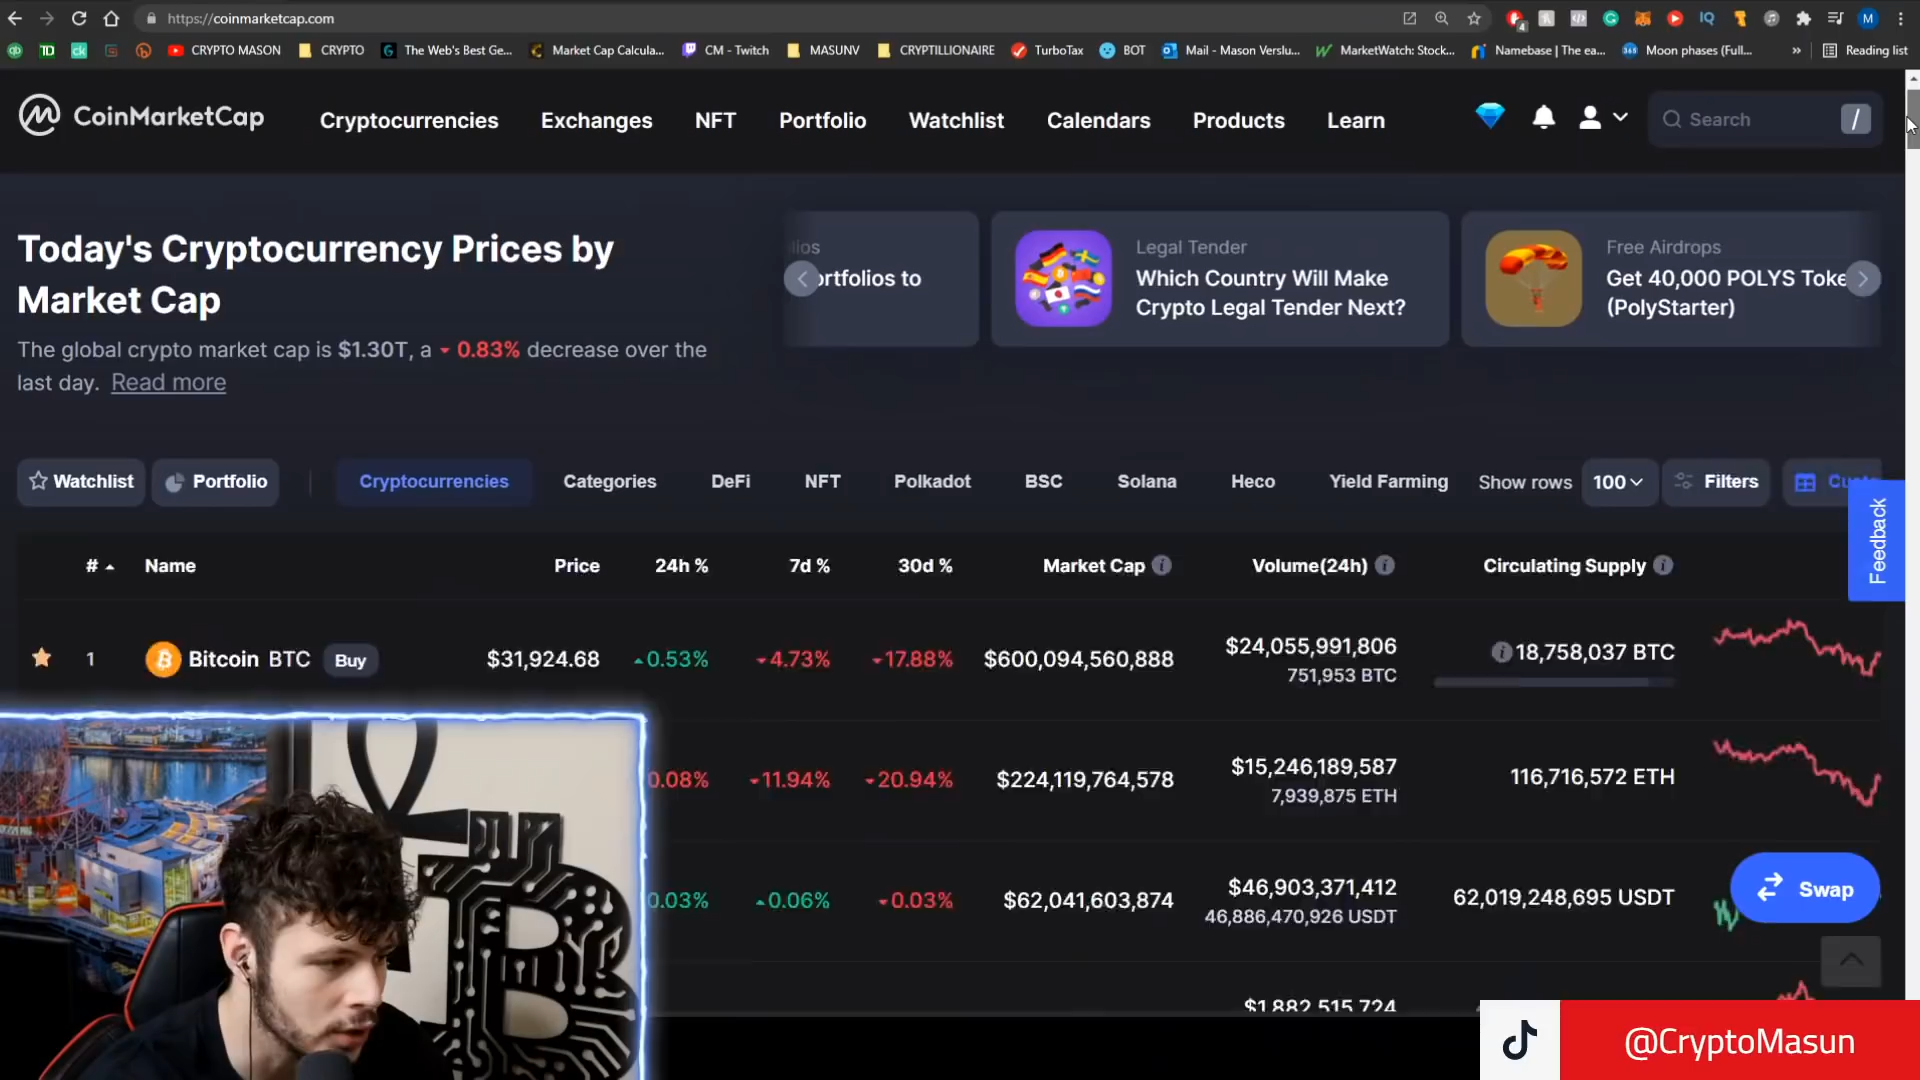 https://coinmarketcap.com
4
M
TD
ck
CRYPTO MASON
CRYPTO
The Web's Best Ge...
Market Cap Calcula...
CM - Twitch
MASUNV
CRYPTILLIONAIRE
TurboTax
BOT
Mail - Mason Verslu...
MarketWatch: Stock...
Namebase | The ea...
Moon phases (Full...
»
Reading list
CoinMarketCap
Cryptocurrencies
Exchanges
NFT
Portfolio
Watchlist
Calendars
Products
Learn
Search
/
Today's Cryptocurrency Prices by
Market Cap
The global crypto market cap is $1.30T, a 0.83% decrease over the
last day. Read more
lios
ortfolios to
Legal Tender
Which Country Will Make
Crypto Legal Tender Next?
Free Airdrops
Get 40,000 POLYS Toke
(PolyStarter)
Watchlist
Portfolio
Cryptocurrencies
Categories
DeFi
NFT
Polkadot
BSC
Solana
Heco
Yield Farming
Show rows
100
Filters
Feedback
# Name Price 24h % 7d % 30d % Market Cap Volume(24h) Circulating Supply
1 Bitcoin BTC Buy $31,924.68 0.53% 4.73% 17.88% $600,094,560,888 $24,055,991,806 18,758,037 BTC
751,953 BTC
0.08% 11.94% 20.94% $224,119,764,578 $15,246,189,587 116,716,572 ETH
7,939,875 ETH
0.03% 0.06% 0.03% $62,041,603,874 $46,903,371,412 62,019,248,695 USDT
46,886,470,926 USDT
Swap
$1,882,515,724
@CryptoMasun